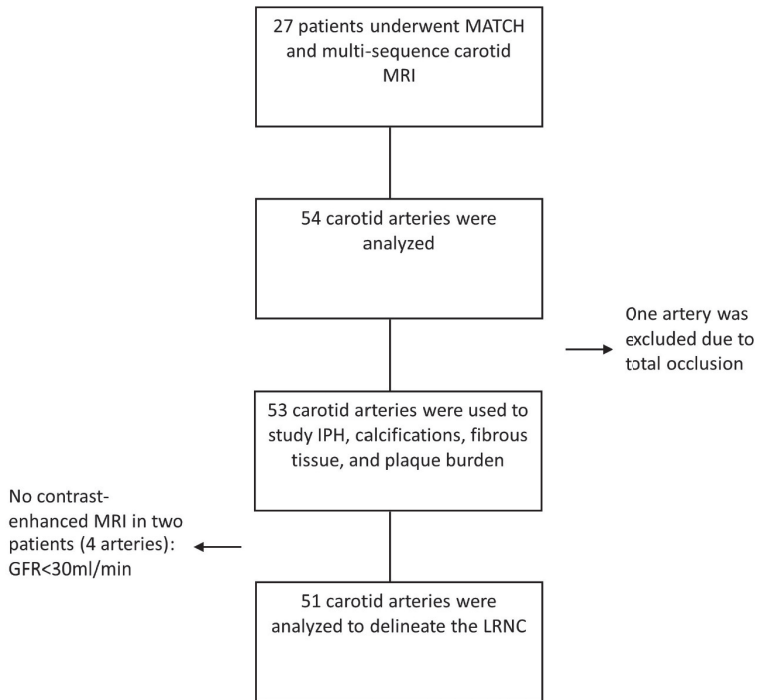 27 patients underwent MATCH
and multi-sequence carotid
MRI
54 carotid arteries were
analyzed
One artery was
excluded due to
total occlusion
53 carotid arteries were used to
study IPH, calcifications, fibrous
tissue, and plaque burden
No contrast-
enhanced MRI in two
patients (4 arteries):
GFR<30ml/min
51 carotid arteries were
analyzed to delineate the LRNC